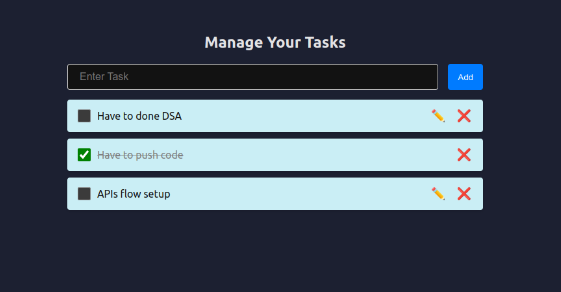 Manage Your Tasks
Enter Task
Add
Have to done DSA
Have to push code
APIs flow setup